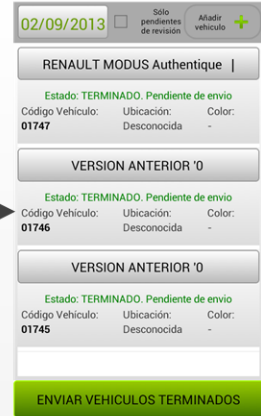 02/09/2013
Sólo
pendientes
de revisión
Añadir
vehículo
RENAULT MODUS Authentique |
Estado: TERMINADO. Pendiente de envio
Código Vehículo: Ubicación: Color:
01747 Desconocida -
VERSION ANTERIOR '0
Estado: TERMINADO. Pendiente de envio
Código Vehículo: Ubicación: Color:
01746 Desconocida -
VERSION ANTERIOR '0
Estado: TERMINADO. Pendiente de envio
Código Vehículo: Ubicación: Color:
01745 Desconocida -
ENVIAR VEHICULOS TERMINADOS